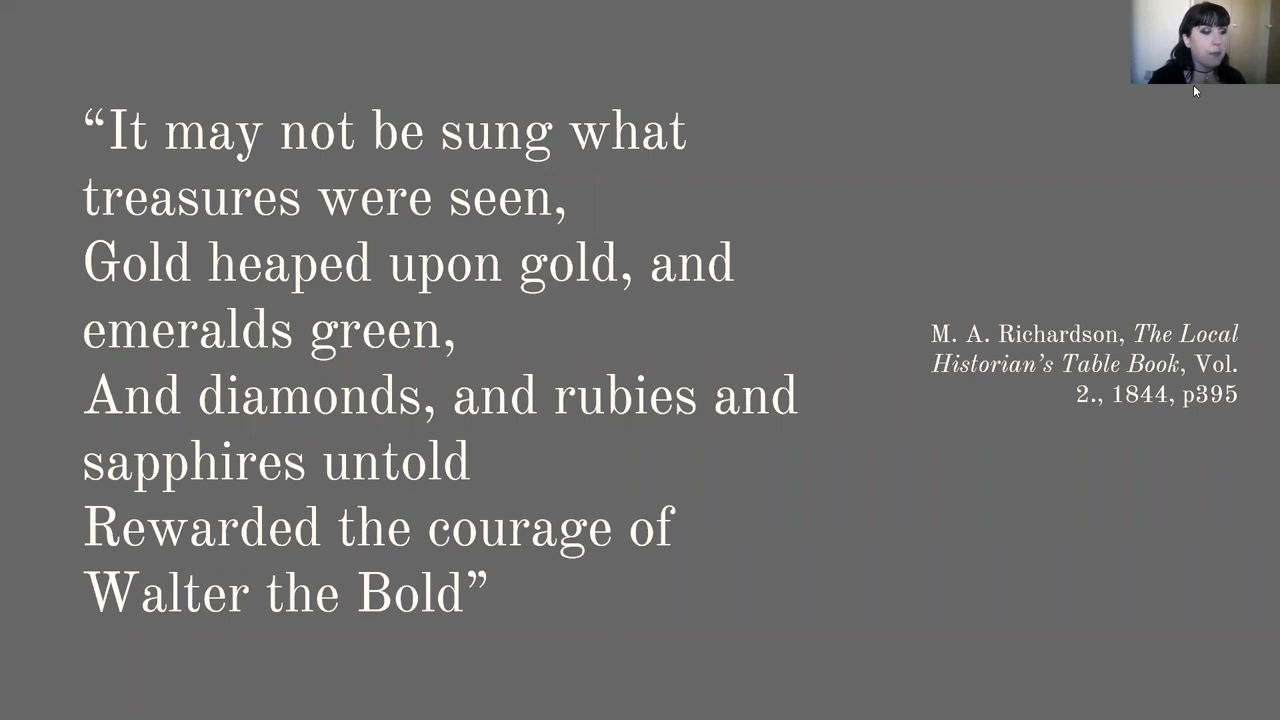 “It may not be sung what
treasures were seen,
Gold heaped upon gold, and
emeralds green,
And diamonds, and rubies and
sapphires untold
Rewarded the courage of
Walter the Bold”
M. A. Richardson, The Local
Historian’s Table Book, Vol.
2., 1844, p395